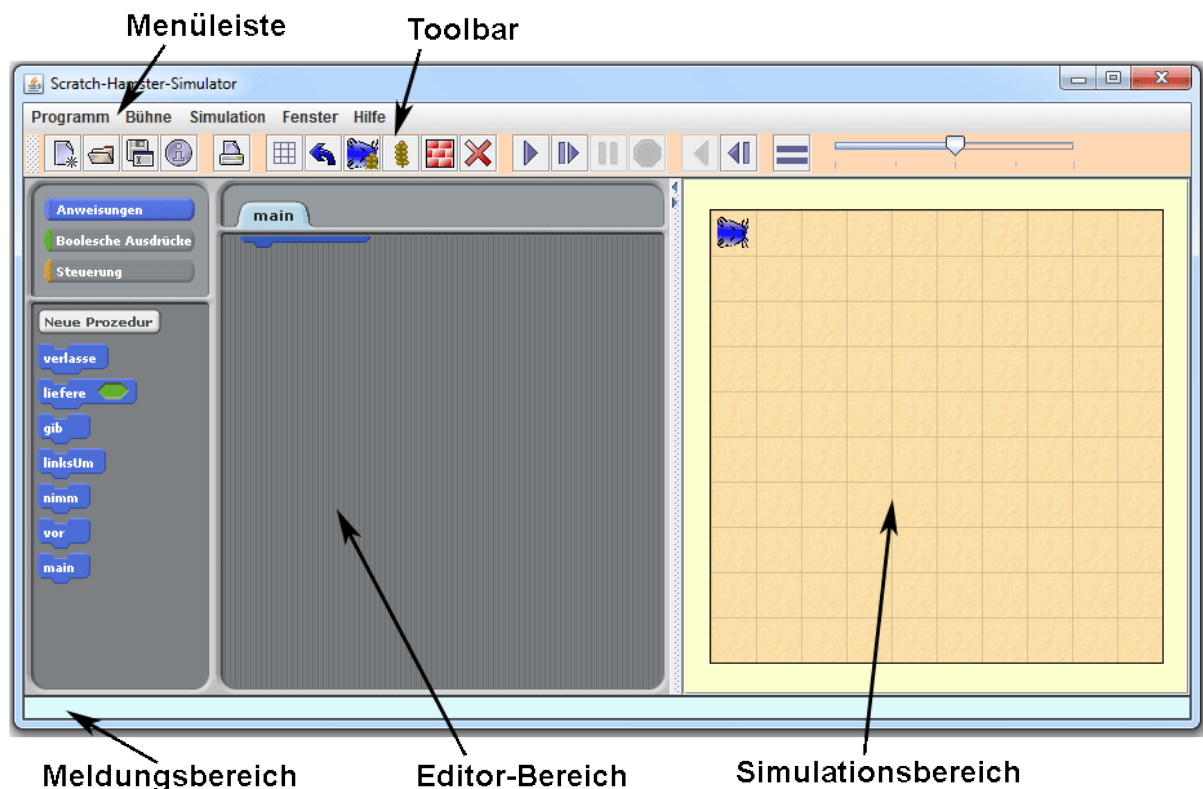 Menüleiste
Toolbar
Scratch-Hamster-Simulator
Programm Bühne Simulation Fenster Hilfe
Anweisungen
Boolesche Ausdrücke
Steuerung
main
Neue Prozedur
verlasse
liefere
gib
linksUm
nimm
vor
main
Meldungsbereich
Editor-Bereich
Simulationsbereich